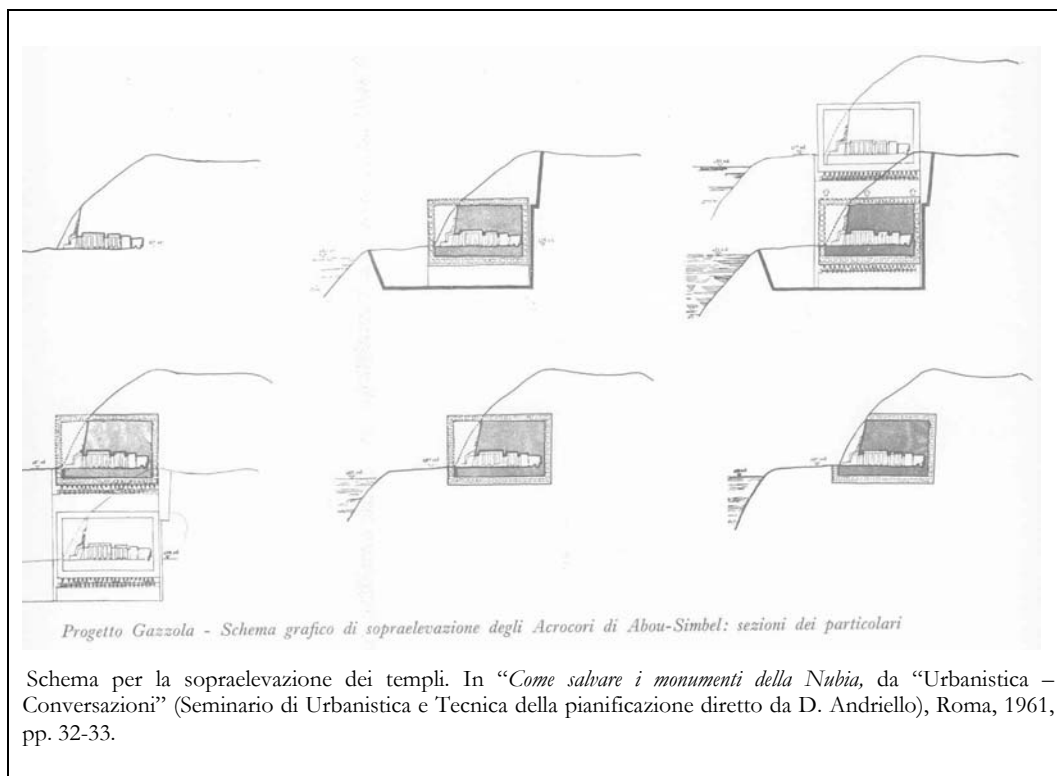 Progetto Gazzola - Schema grafico di sopraelevazione degli Acrocori di Abou-Simbel: sezioni dei particolari
Schema per la sopraelevazione dei templi. In “Come salvare i monumenti della Nubia, da “Urbanistica –
Conversazioni” (Seminario di Urbanistica e Tecnica della pianificazione diretto da D. Andriello), Roma, 1961,
pp. 32-33.